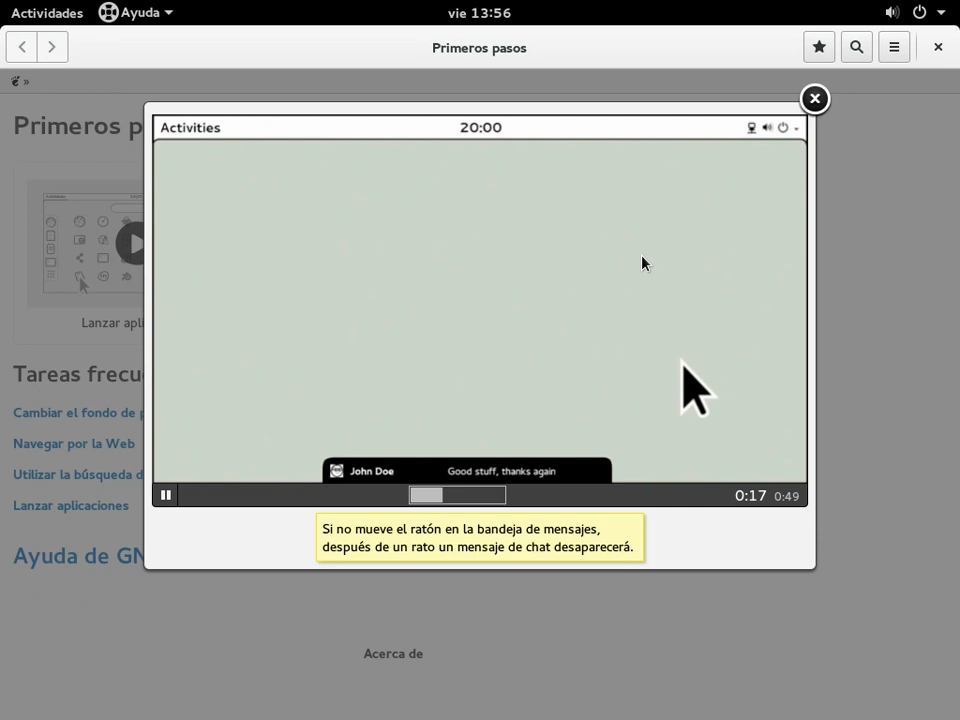 Actividades
Ayuda
vie 13:56
Primeros pasos
»
Primeros p
Activities
20:00
Lanzar apli
Tareas frecu
Cambiar el fondo de p
Navegar por la Web
Utilizar la búsqueda d
Lanzar aplicaciones
John Doe
Good stuff, thanks again
0:17
0:49
Si no mueve el ratón en la bandeja de mensajes,
después de un rato un mensaje de chat desaparecerá.
Ayuda de GN
Acerca de